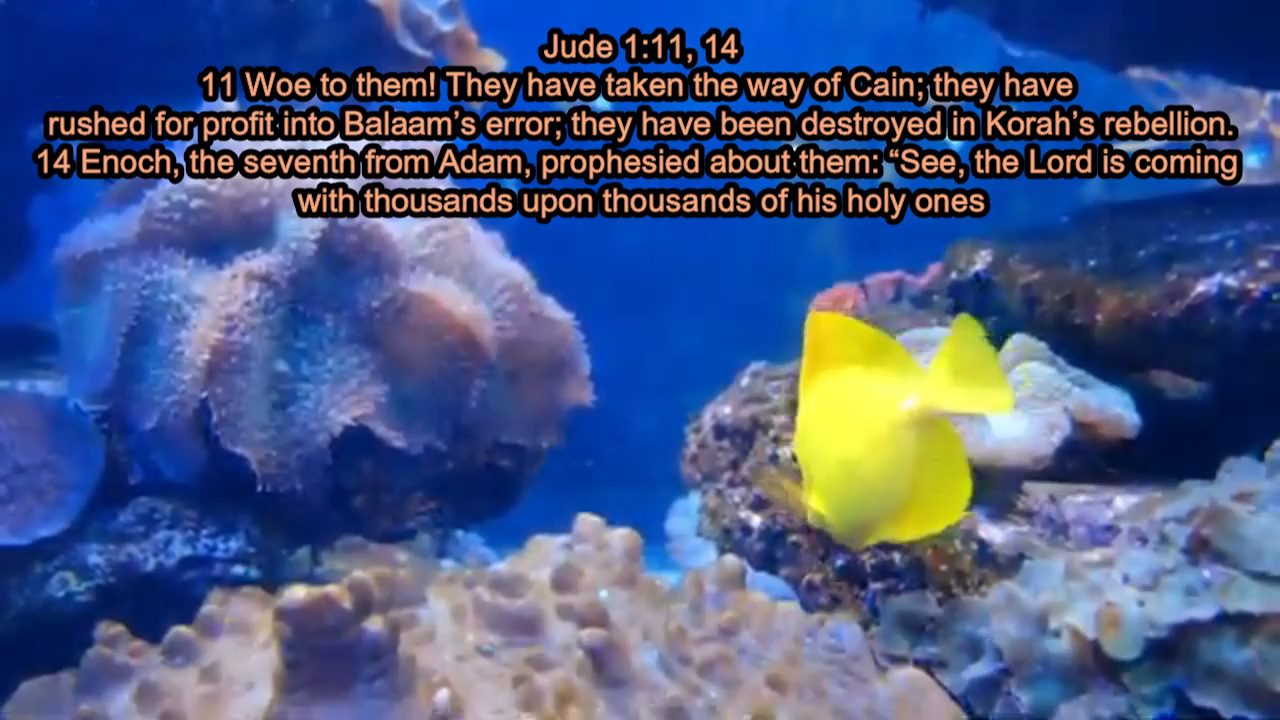 Jude 1:11, 14
11 Woe to them! They have taken the way of Cain; they have
rushed for profit into Balaam’s error; they have been destroyed in Korah’s rebellion.
14 Enoch, the seventh from Adam, prophesied about them: “See, the Lord is coming
with thousands upon thousands of his holy ones